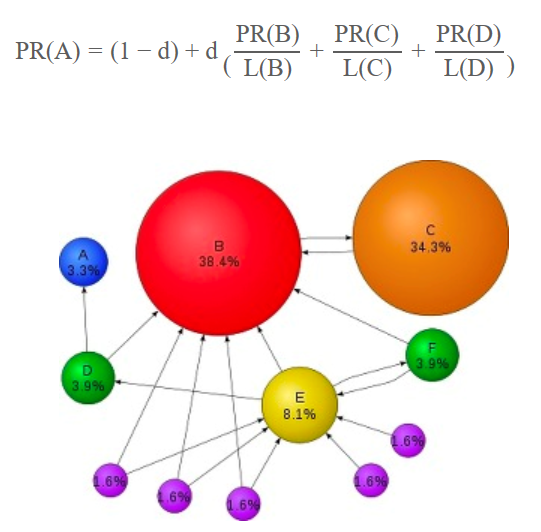 PR(A) = (1 − d) + d ( PR(B)/L(B) + PR(C)/L(C) + PR(D)/L(D) )
B
38.4%
C
34.3%
A
3.3%
F
3.9%
D
3.9%
E
8.1%
1.6%
1.6%
1.6%
1.6%
1.6%